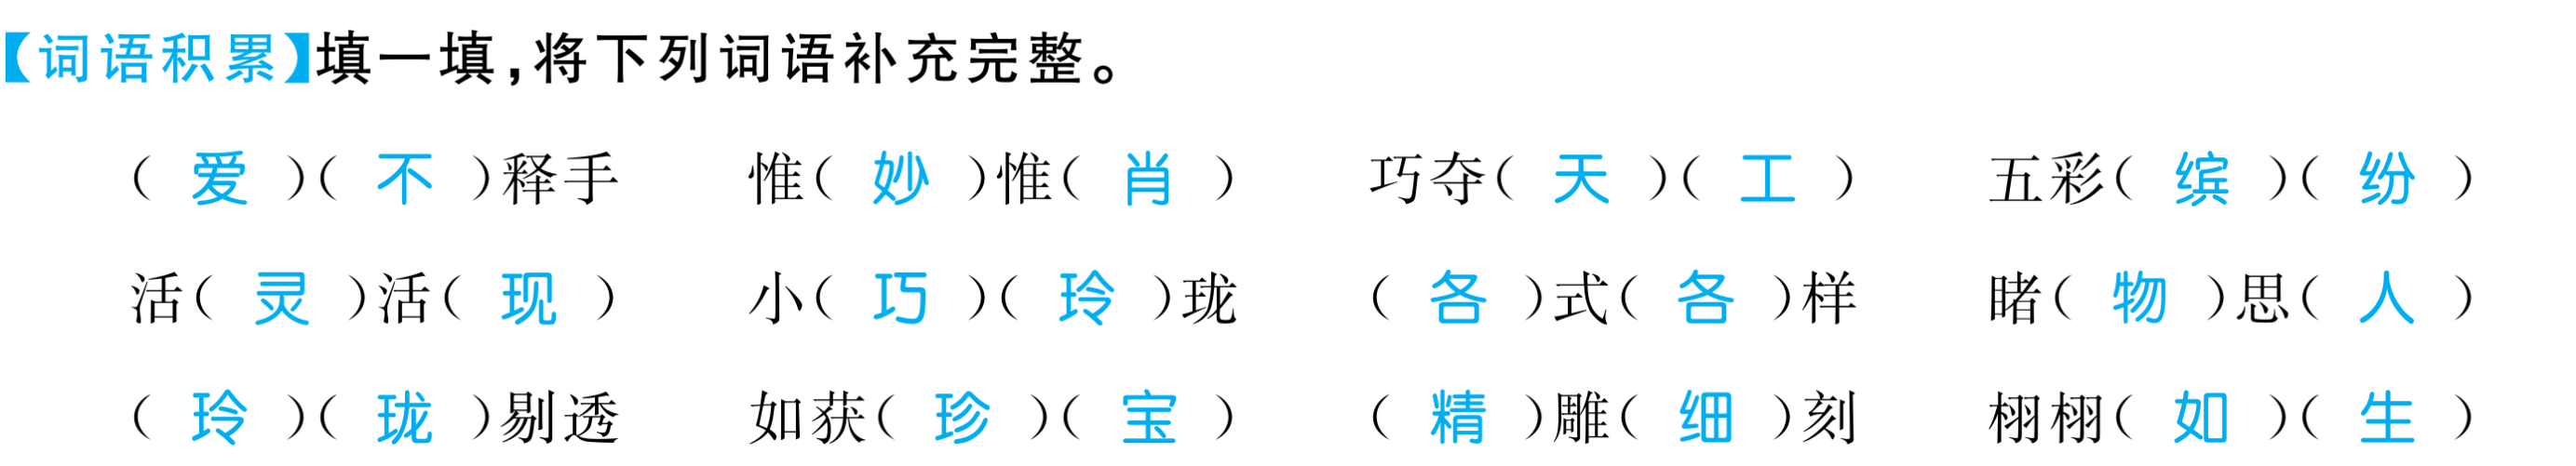 【词语积累】填一填,将下列词语补充完整。
( 爱 )( 不 )释手 惟( 妙 )惟( 肖 ) 巧夺( 天 )( 工 ) 五彩( 缤 )( 纷 )
活( 灵 )活( 现 ) 小( 巧 )( 玲 )珑 ( 各 )式( 各 )样 睹( 物 )思( 人 )
( 玲 )( 珑 )剔透 如获( 珍 )( 宝 ) ( 精 )雕( 细 )刻 栩栩( 如 )( 生 )